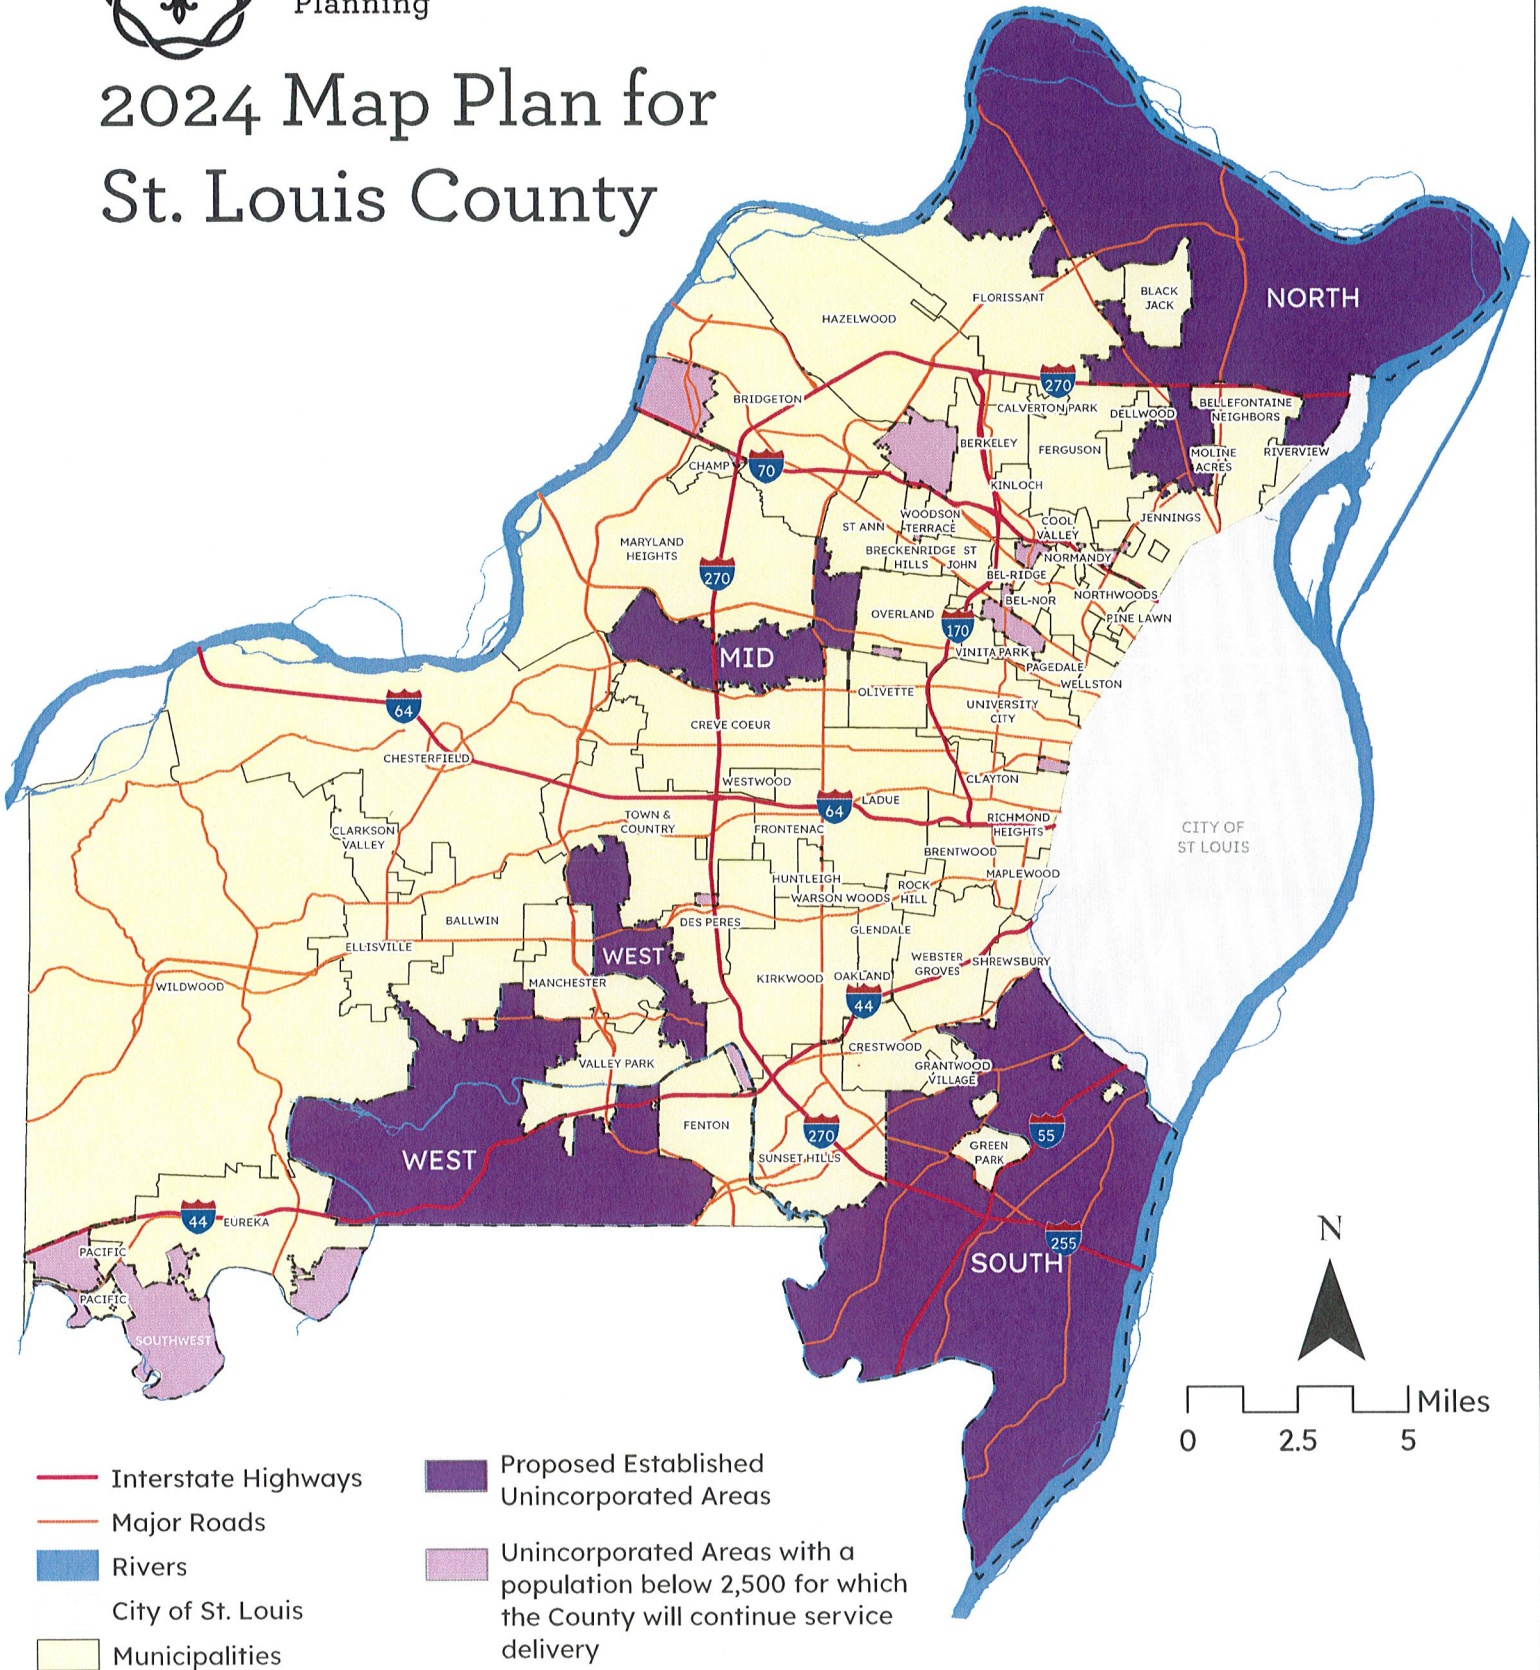 Planning
2024 Map Plan for
St. Louis County
NORTH
BLACK
JACK
FLORISSANT
HAZELWOOD
270
BRIDGETON
CALVERTON PARK
DELLWOOD
BELLEFONTAINE
NEIGHBORS
BERKELEY
FERGUSON
MOLINE
ACRES
RIVERVIEW
CHAMP
70
KINLOCH
WOODSON
TERRACE
ST ANN
COOL
VALLEY
JENNINGS
MARYLAND
HEIGHTS
BRECKENRIDGE
HILLS
ST
JOHN
NORMANDY
270
BEL-RIDGE
BEL-NOR
NORTHWOODS
OVERLAND
170
PINE LAWN
MID
VINITA PARK
PAGEDALE
WELLSTON
OLIVETTE
64
UNIVERSITY
CITY
CREVE COEUR
CHESTERFIELD
WESTWOOD
CLAYTON
64
LADUE
TOWN &
COUNTRY
FRONTENAC
RICHMOND
HEIGHTS
CLARKSON
VALLEY
CITY OF
ST LOUIS
BRENTWOOD
HUNTLEIGH
MAPLEWOOD
WARSON WOODS
ROCK
HILL
BALLWIN
DES PERES
GLENDALE
ELLISVILLE
WEST
WEBSTER
GROVES
SHREWSBURY
WILDWOOD
MANCHESTER
KIRKWOOD
OAKLAND
44
CRESTWOOD
VALLEY PARK
GRANTWOOD
VILLAGE
FENTON
270
55
WEST
SUNSET HILLS
GREEN
PARK
44
EUREKA
255
PACIFIC
SOUTH
PACIFIC
SOUTHWEST
N
Miles
0 2.5 5
Interstate Highways
Major Roads
Rivers
City of St. Louis
Municipalities
Proposed Established
Unincorporated Areas
Unincorporated Areas with a
population below 2,500 for which
the County will continue service
delivery